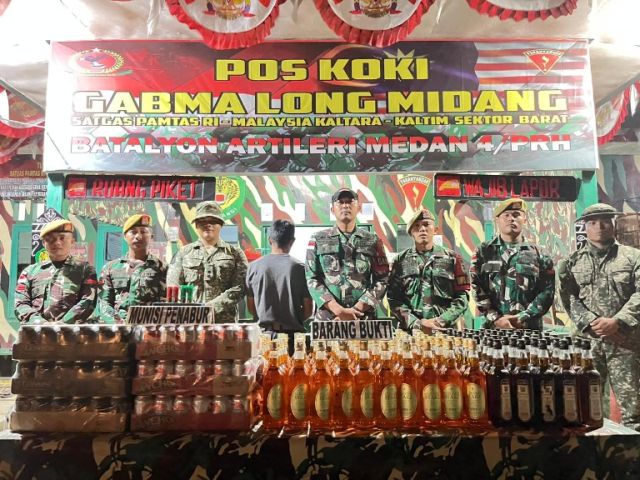 POS KOKI
GABMA LONG MIDANG
SATGAS PAMTAS RI - MALAYSIA KALTARA - KALTIM SEKTOR BARAT
BATALYON ARTILERI MEDAN 4/PRH
RUANG PIKET
WAJIB LAPOR
MUNISI PENABUR
BARANG BUKTI